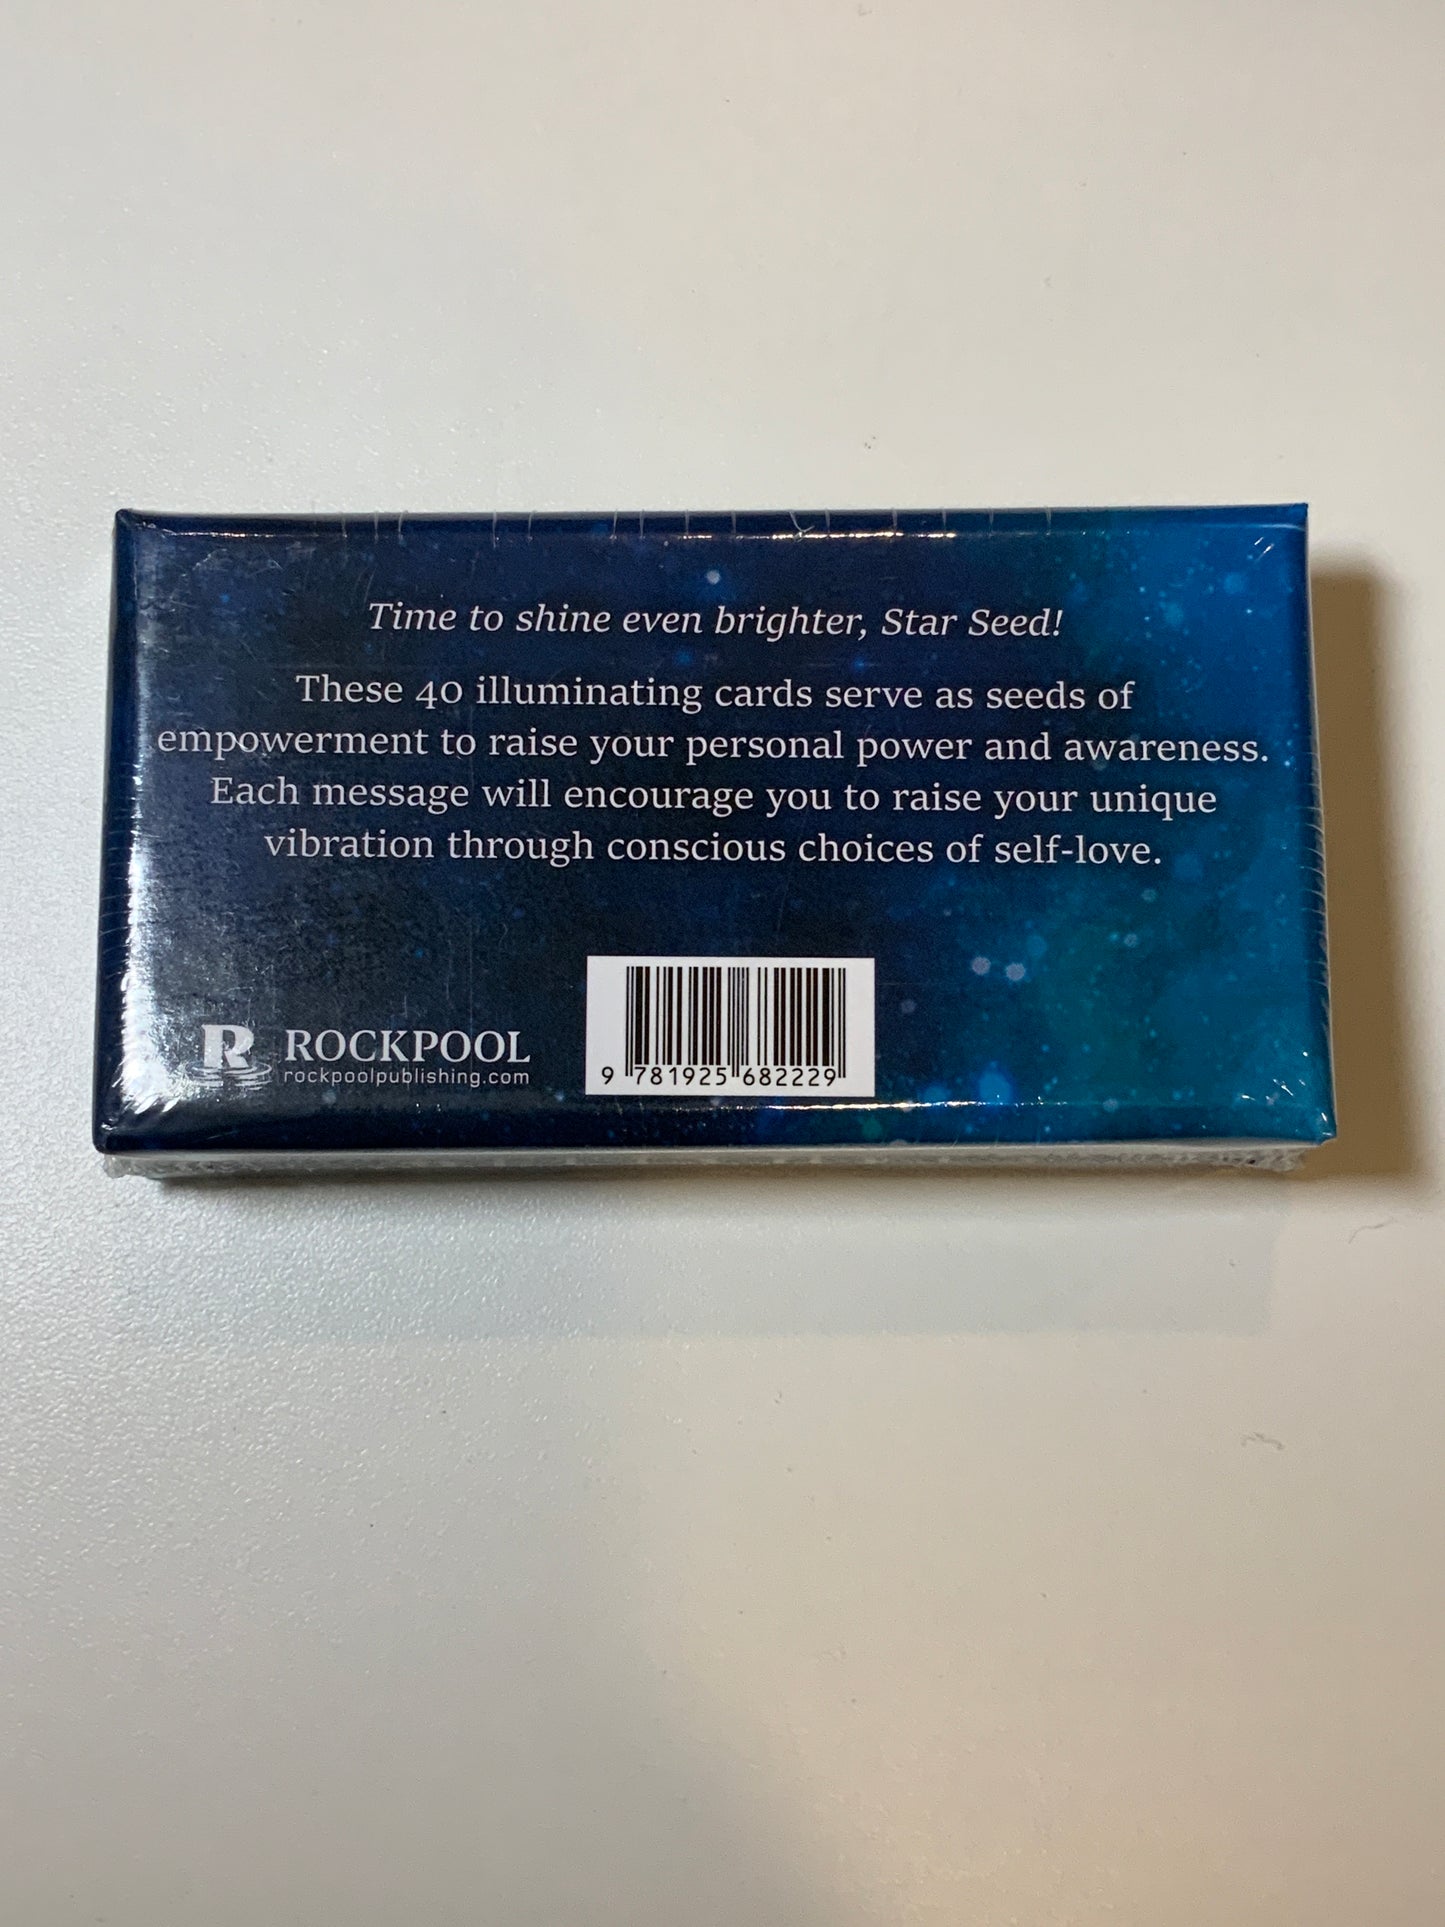 Time to shine even brighter, Star Seed!
These 40 illuminating cards serve as seeds of
empowerment to raise your personal power and awareness.
Each message will encourage you to raise your unique
vibration through conscious choices of self-love.
R ROCKPOOL
rockpoolpublishing.com
9 781925 682229